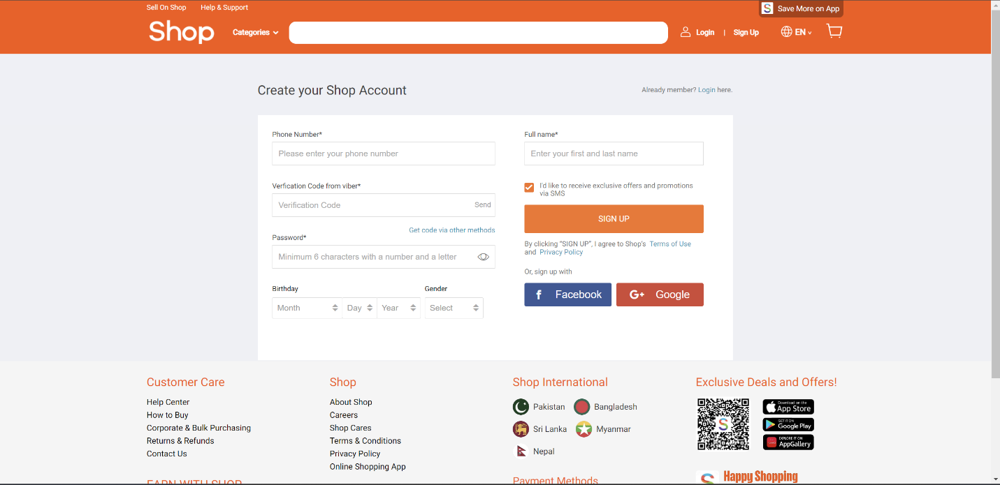 Sell On Shop
Help & Support
Save More on App
Shop
Categories
Login | Sign Up
EN
Create your Shop Account
Already member? Login here.
Phone Number*
Please enter your phone number
Verfication Code from viber*
Verification Code
Send
Get code via other methods
Password*
Minimum 6 characters with a number and a letter
Birthday
Month
Day
Year
Gender
Select
Full name*
Enter your first and last name
I'd like to receive exclusive offers and promotions
via SMS
SIGN UP
By clicking "SIGN UP", I agree to Shop's Terms of Use
and Privacy Policy
Or, sign up with
Facebook
G+ Google
Customer Care
Help Center
How to Buy
Corporate & Bulk Purchasing
Returns & Refunds
Contact Us
EARN WITH SHOP
Shop
About Shop
Careers
Shop Cares
Terms & Conditions
Privacy Policy
Online Shopping App
Shop International
Pakistan
Bangladesh
Sri Lanka
Myanmar
Nepal
Payment Methods
Exclusive Deals and Offers!
Download on the
App Store
GET IT ON
Google Play
EXPLORE IT ON
AppGallery
Happy Shopping